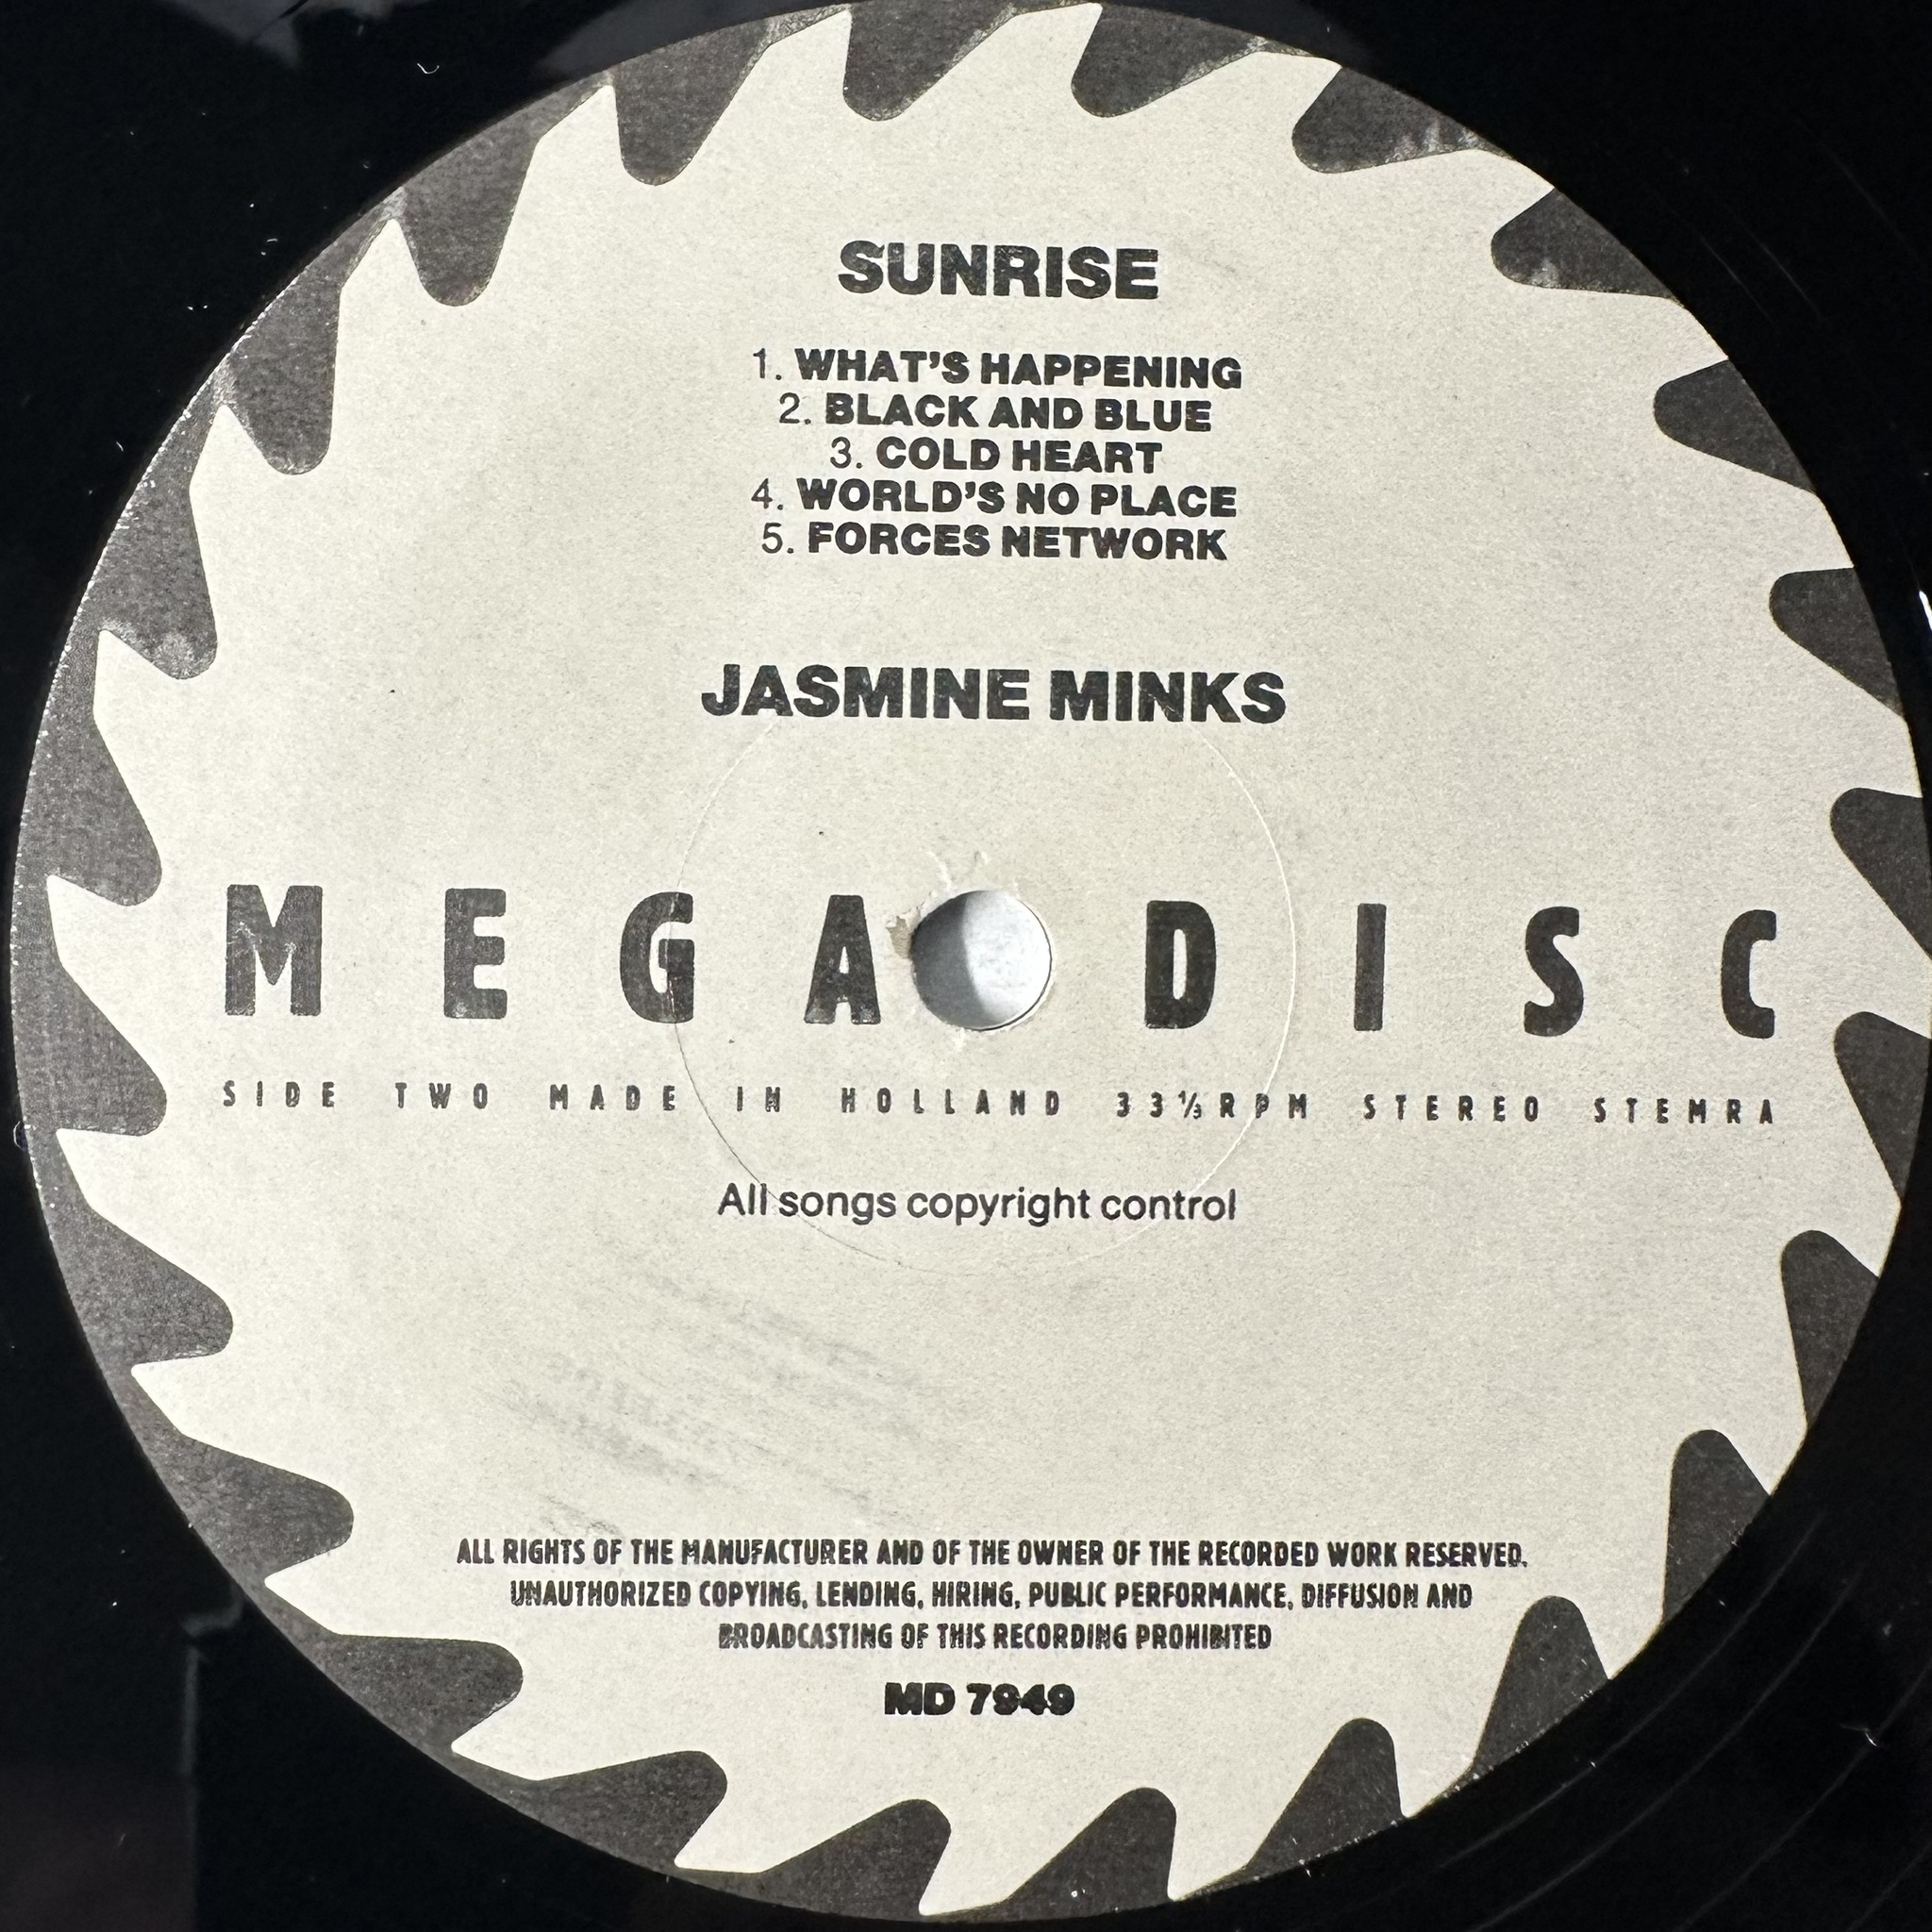 SUNRISE
1. WHAT'S HAPPENING
2. BLACK AND BLUE
3. COLD HEART
4. WORLD'S NO PLACE
5. FORCES NETWORK
JASMINE MINKS
MEGA DISC
SIDE TWO MADE IN HOLLAND 33⅓RPM STEREO STEMRA
All songs copyright control
ALL RIGHTS OF THE MANUFACTURER AND OF THE OWNER OF THE RECORDED WORK RESERVED.
UNAUTHORIZED COPYING, LENDING, HIRING, PUBLIC PERFORMANCE, DIFFUSION AND
BROADCASTING OF THIS RECORDING PROHIBITED
MD 7949